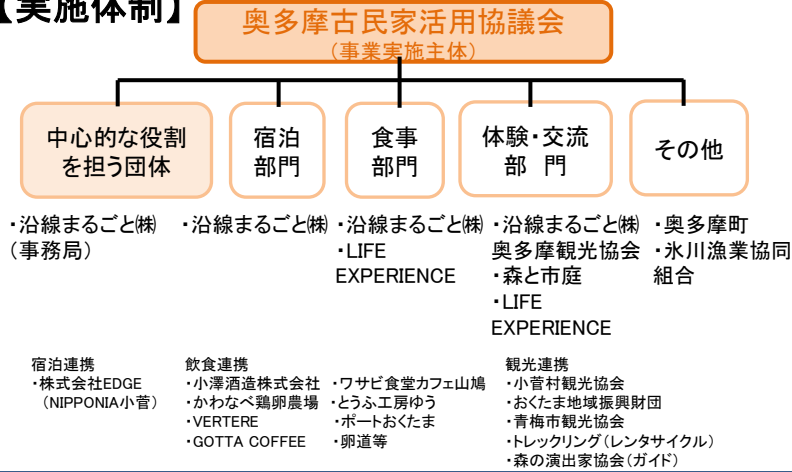 【実施体制】
奥多摩古民家活用協議会
(事業実施主体)
中心的な役割
を担う団体
宿泊
部門
食事
部門
体験・交流
部　門
その他
・沿線まるごと㈱
(事務局)
・沿線まるごと㈱
・沿線まるごと㈱
・LIFE
EXPERIENCE
・沿線まるごと㈱
奥多摩観光協会
・森と市庭
・LIFE
EXPERIENCE
・奥多摩町
・氷川漁業協同
組合
宿泊連携
・株式会社EDGE
(NIPPONIA小菅)
飲食連携
・小澤酒造株式会社
・かわなべ鶏卵農場
・VERTERE
・GOTTA COFFEE
・ワサビ食堂カフェ山鳩
・とうふ工房ゆう
・ポートおくたま
・卵道等
観光連携
・小菅村観光協会
・おくたま地域振興財団
・青梅市観光協会
・トレックリング(レンタサイクル)
・森の演出家協会(ガイド)